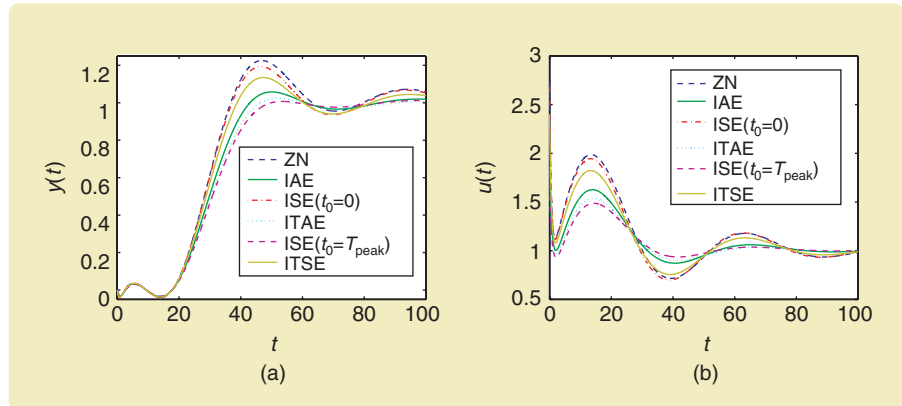 1.2
1
0.8
0.6
0.4
0.2
0
y(t)
ZN
IAE
ISE(t₀=0)
ITAE
ISE(t₀=T_peak)
ITSE
0 20 40 60 80 100
t
(a)
3
2.5
2
1.5
1
0.5
u(t)
ZN
IAE
ISE(t₀=0)
ITAE
ISE(t₀=T_peak)
ITSE
0 20 40 60 80 100
t
(b)